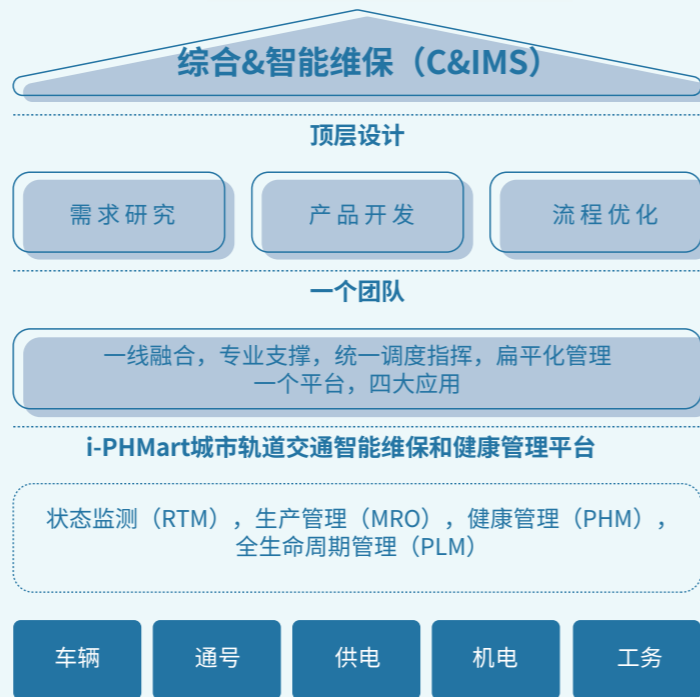 综合&智能维保（C&IMS）
顶层设计
需求研究
产品开发
流程优化
一个团队
一线融合，专业支撑，统一调度指挥，扁平化管理
一个平台，四大应用
i-PHMart城市轨道交通智能维保和健康管理平台
状态监测（RTM），生产管理（MRO），健康管理（PHM），
全生命周期管理（PLM）
车辆
通号
供电
机电
工务